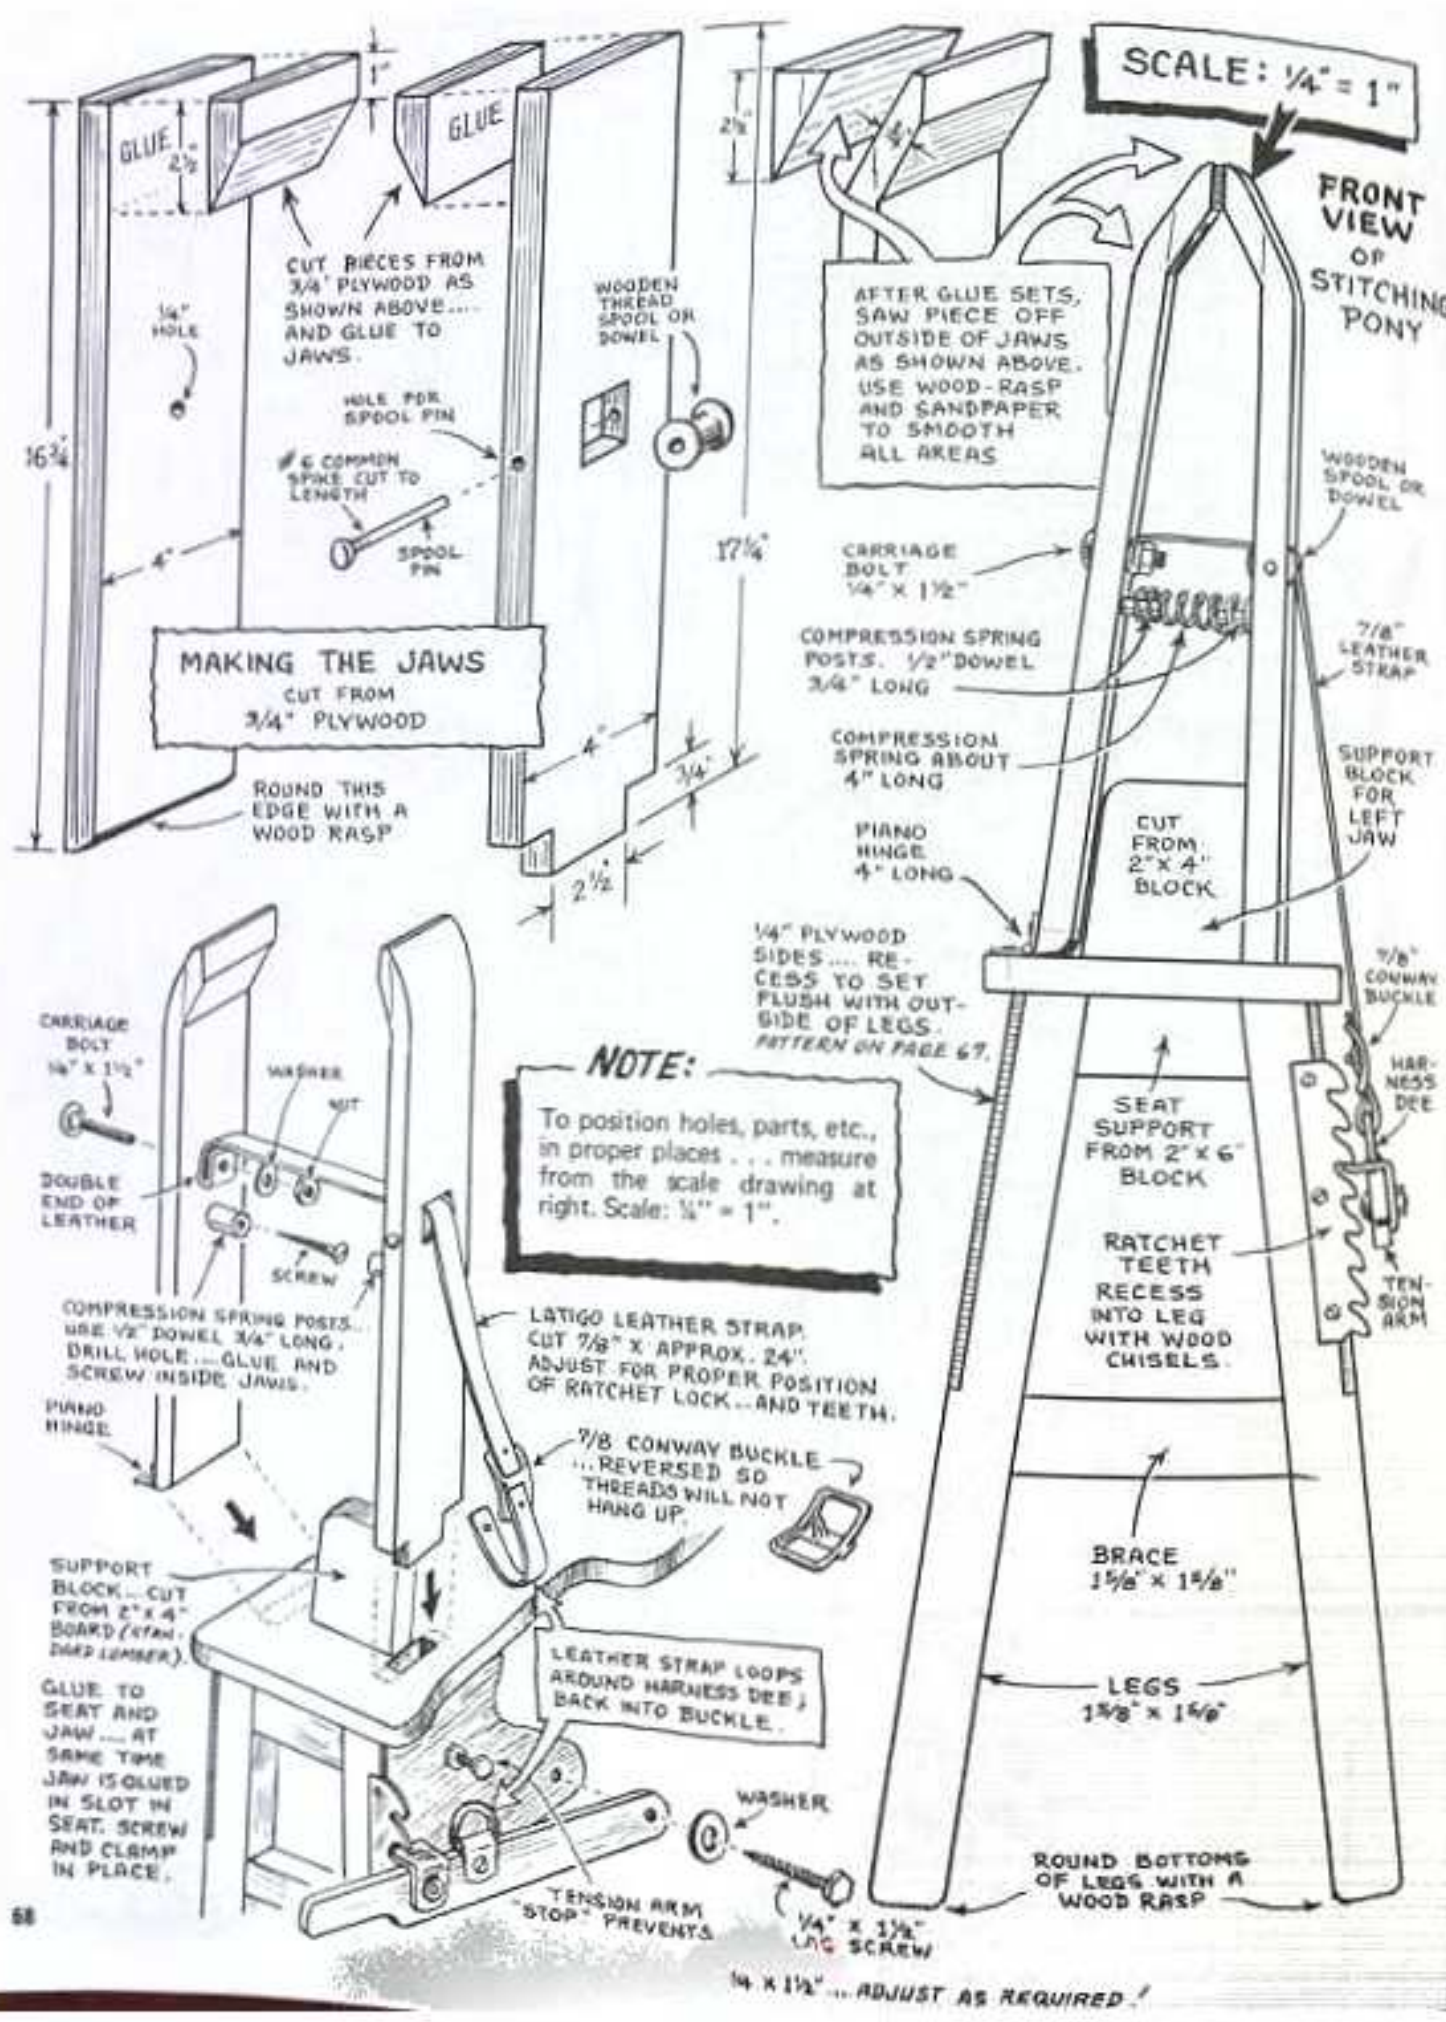 1"
GLUE
2½"
GLUE
CUT PIECES FROM
3/4" PLYWOOD AS
SHOWN ABOVE....
AND GLUE TO
JAWS.
1/4"
HOLE
HOLE FOR
SPOOL PIN
#6 COMMON
SPIKE CUT TO
LENGTH
SPOOL
PIN
WOODEN
THREAD
SPOOL OR
DOWEL
16¾"
4"
17¼"
MAKING THE JAWS
CUT FROM
3/4" PLYWOOD
4"
3/4"
2½"
ROUND THIS
EDGE WITH A
WOOD RASP
2½"
AFTER GLUE SETS,
SAW PIECE OFF
OUTSIDE OF JAWS
AS SHOWN ABOVE.
USE WOOD-RASP
AND SANDPAPER
TO SMOOTH
ALL AREAS
SCALE: ¼" = 1"
FRONT
VIEW
OF
STITCHING
PONY
WOODEN
SPOOL OR
DOWEL
CARRIAGE
BOLT
¼" X 1½"
COMPRESSION SPRING
POSTS. 1/2" DOWEL
3/4" LONG
7/8"
LEATHER
STRAP
COMPRESSION
SPRING ABOUT
4" LONG
SUPPORT
BLOCK
FOR
LEFT
JAW
CUT
FROM
2" X 4"
BLOCK
PIANO
HINGE
4" LONG
¼" PLYWOOD
SIDES.... RE-
CESS TO SET
FLUSH WITH OUT-
SIDE OF LEGS.
PATTERN ON PAGE 67.
7/8"
CONWAY
BUCKLE
HAR-
NESS
DEE
SEAT
SUPPORT
FROM 2" X 6"
BLOCK
RATCHET
TEETH
RECESS
INTO LEG
WITH WOOD
CHISELS.
TEN-
SION
ARM
BRACE
1 5/8" X 1 5/8"
LEGS
1 5/8" X 1 5/8"
ROUND BOTTOMS
OF LEGS WITH A
WOOD RASP
CARRIAGE
BOLT
¼" X 1½"
WASHER
NUT
DOUBLE
END OF
LEATHER
SCREW
COMPRESSION SPRING POSTS...
USE ½" DOWEL 3/4" LONG.
DRILL HOLE....GLUE AND
SCREW INSIDE JAWS.
PIANO
HINGE
NOTE:
To position holes, parts, etc.,
in proper places . . . measure
from the scale drawing at
right. Scale: ¼" = 1".
LATIGO LEATHER STRAP.
CUT 7/8" X APPROX. 24".
ADJUST FOR PROPER POSITION
OF RATCHET LOCK...AND TEETH.
7/8 CONWAY BUCKLE
...REVERSED SO
THREADS WILL NOT
HANG UP.
SUPPORT
BLOCK...CUT
FROM 2" X 4"
BOARD (STAN-
DARD LUMBER).
GLUE TO
SEAT AND
JAW.... AT
SAME TIME
JAW IS GLUED
IN SLOT IN
SEAT. SCREW
AND CLAMP
IN PLACE.
LEATHER STRAP LOOPS
AROUND HARNESS DEE;
BACK INTO BUCKLE.
WASHER
TENSION ARM
"STOP" PREVENTS
¼" X 1½"
LAG SCREW
¼ X 1½"... ADJUST AS REQUIRED!
68